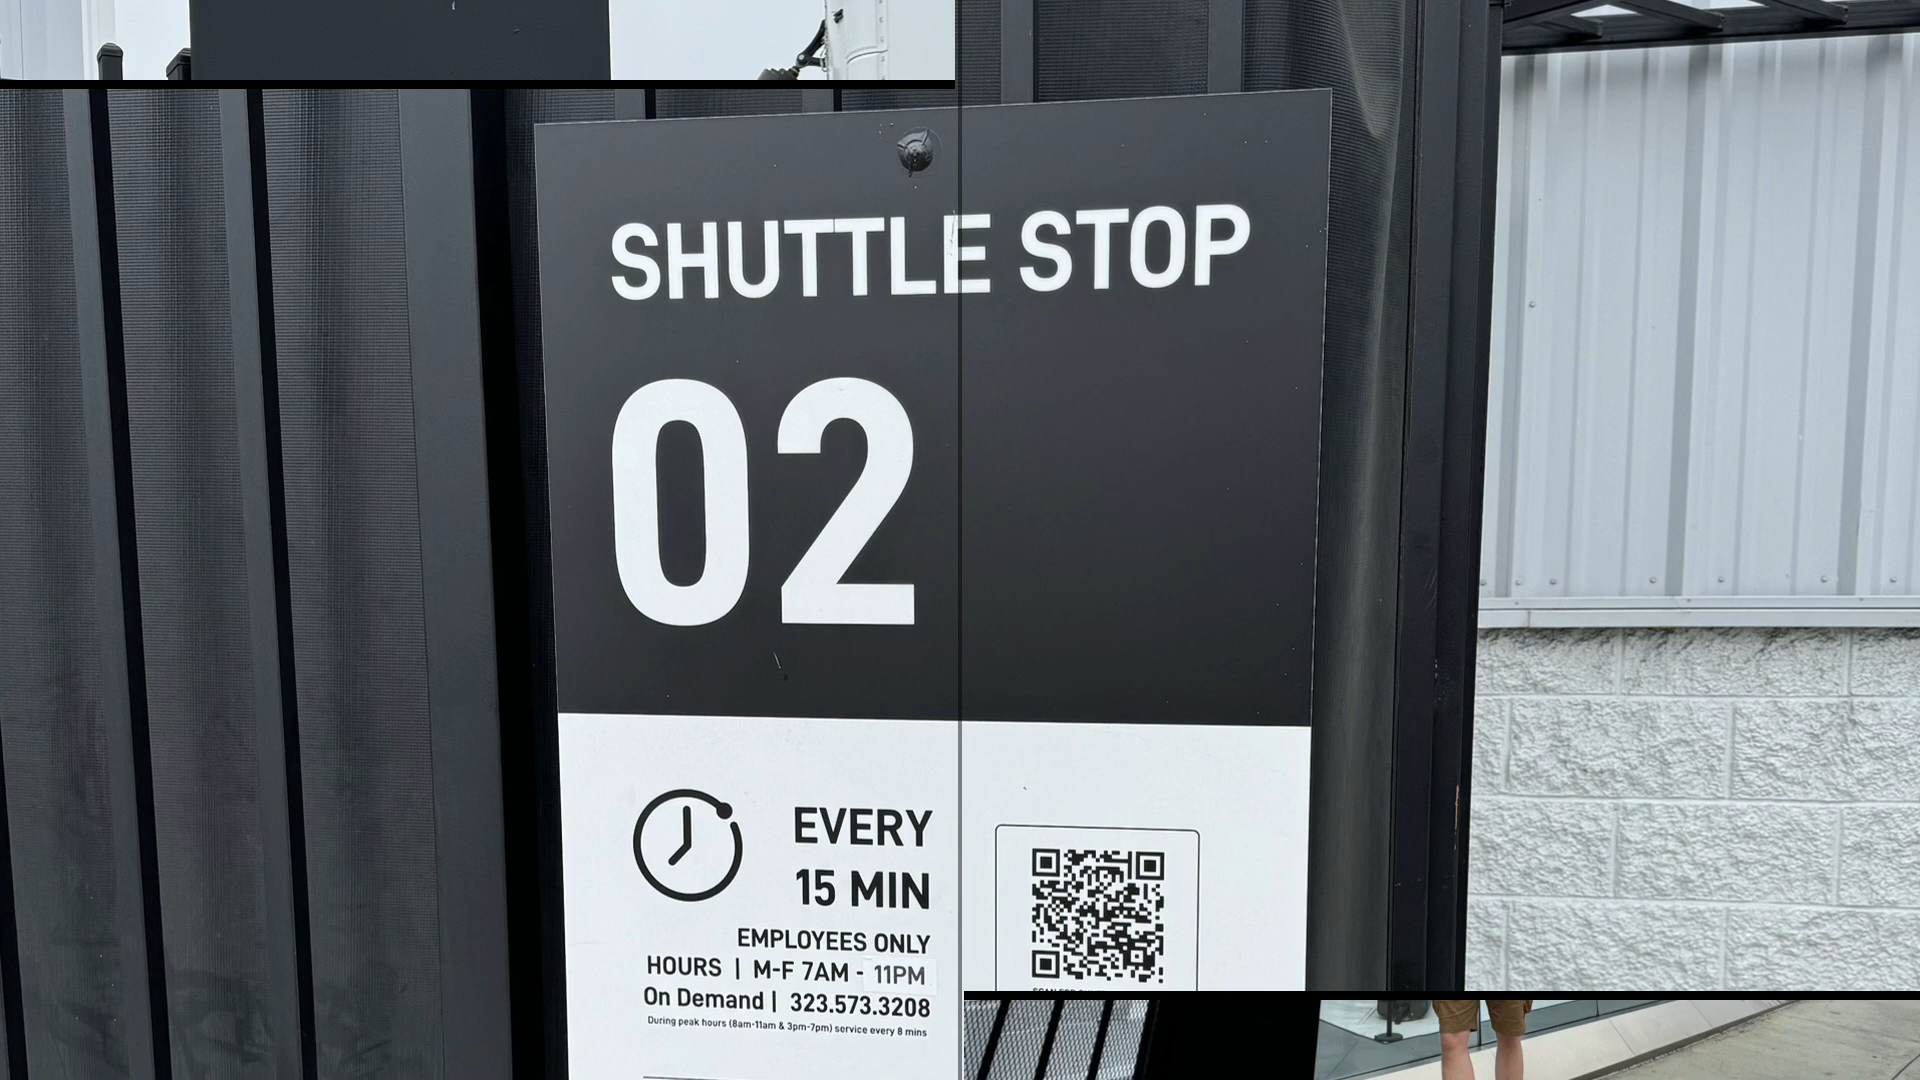 SHUTTLE STOP
02
EVERY
15 MIN
EMPLOYEES ONLY
HOURS | M-F 7AM - 11PM
On Demand | 323.573.3208
During peak hours (8am-11am & 3pm-7pm) service every 8 mins